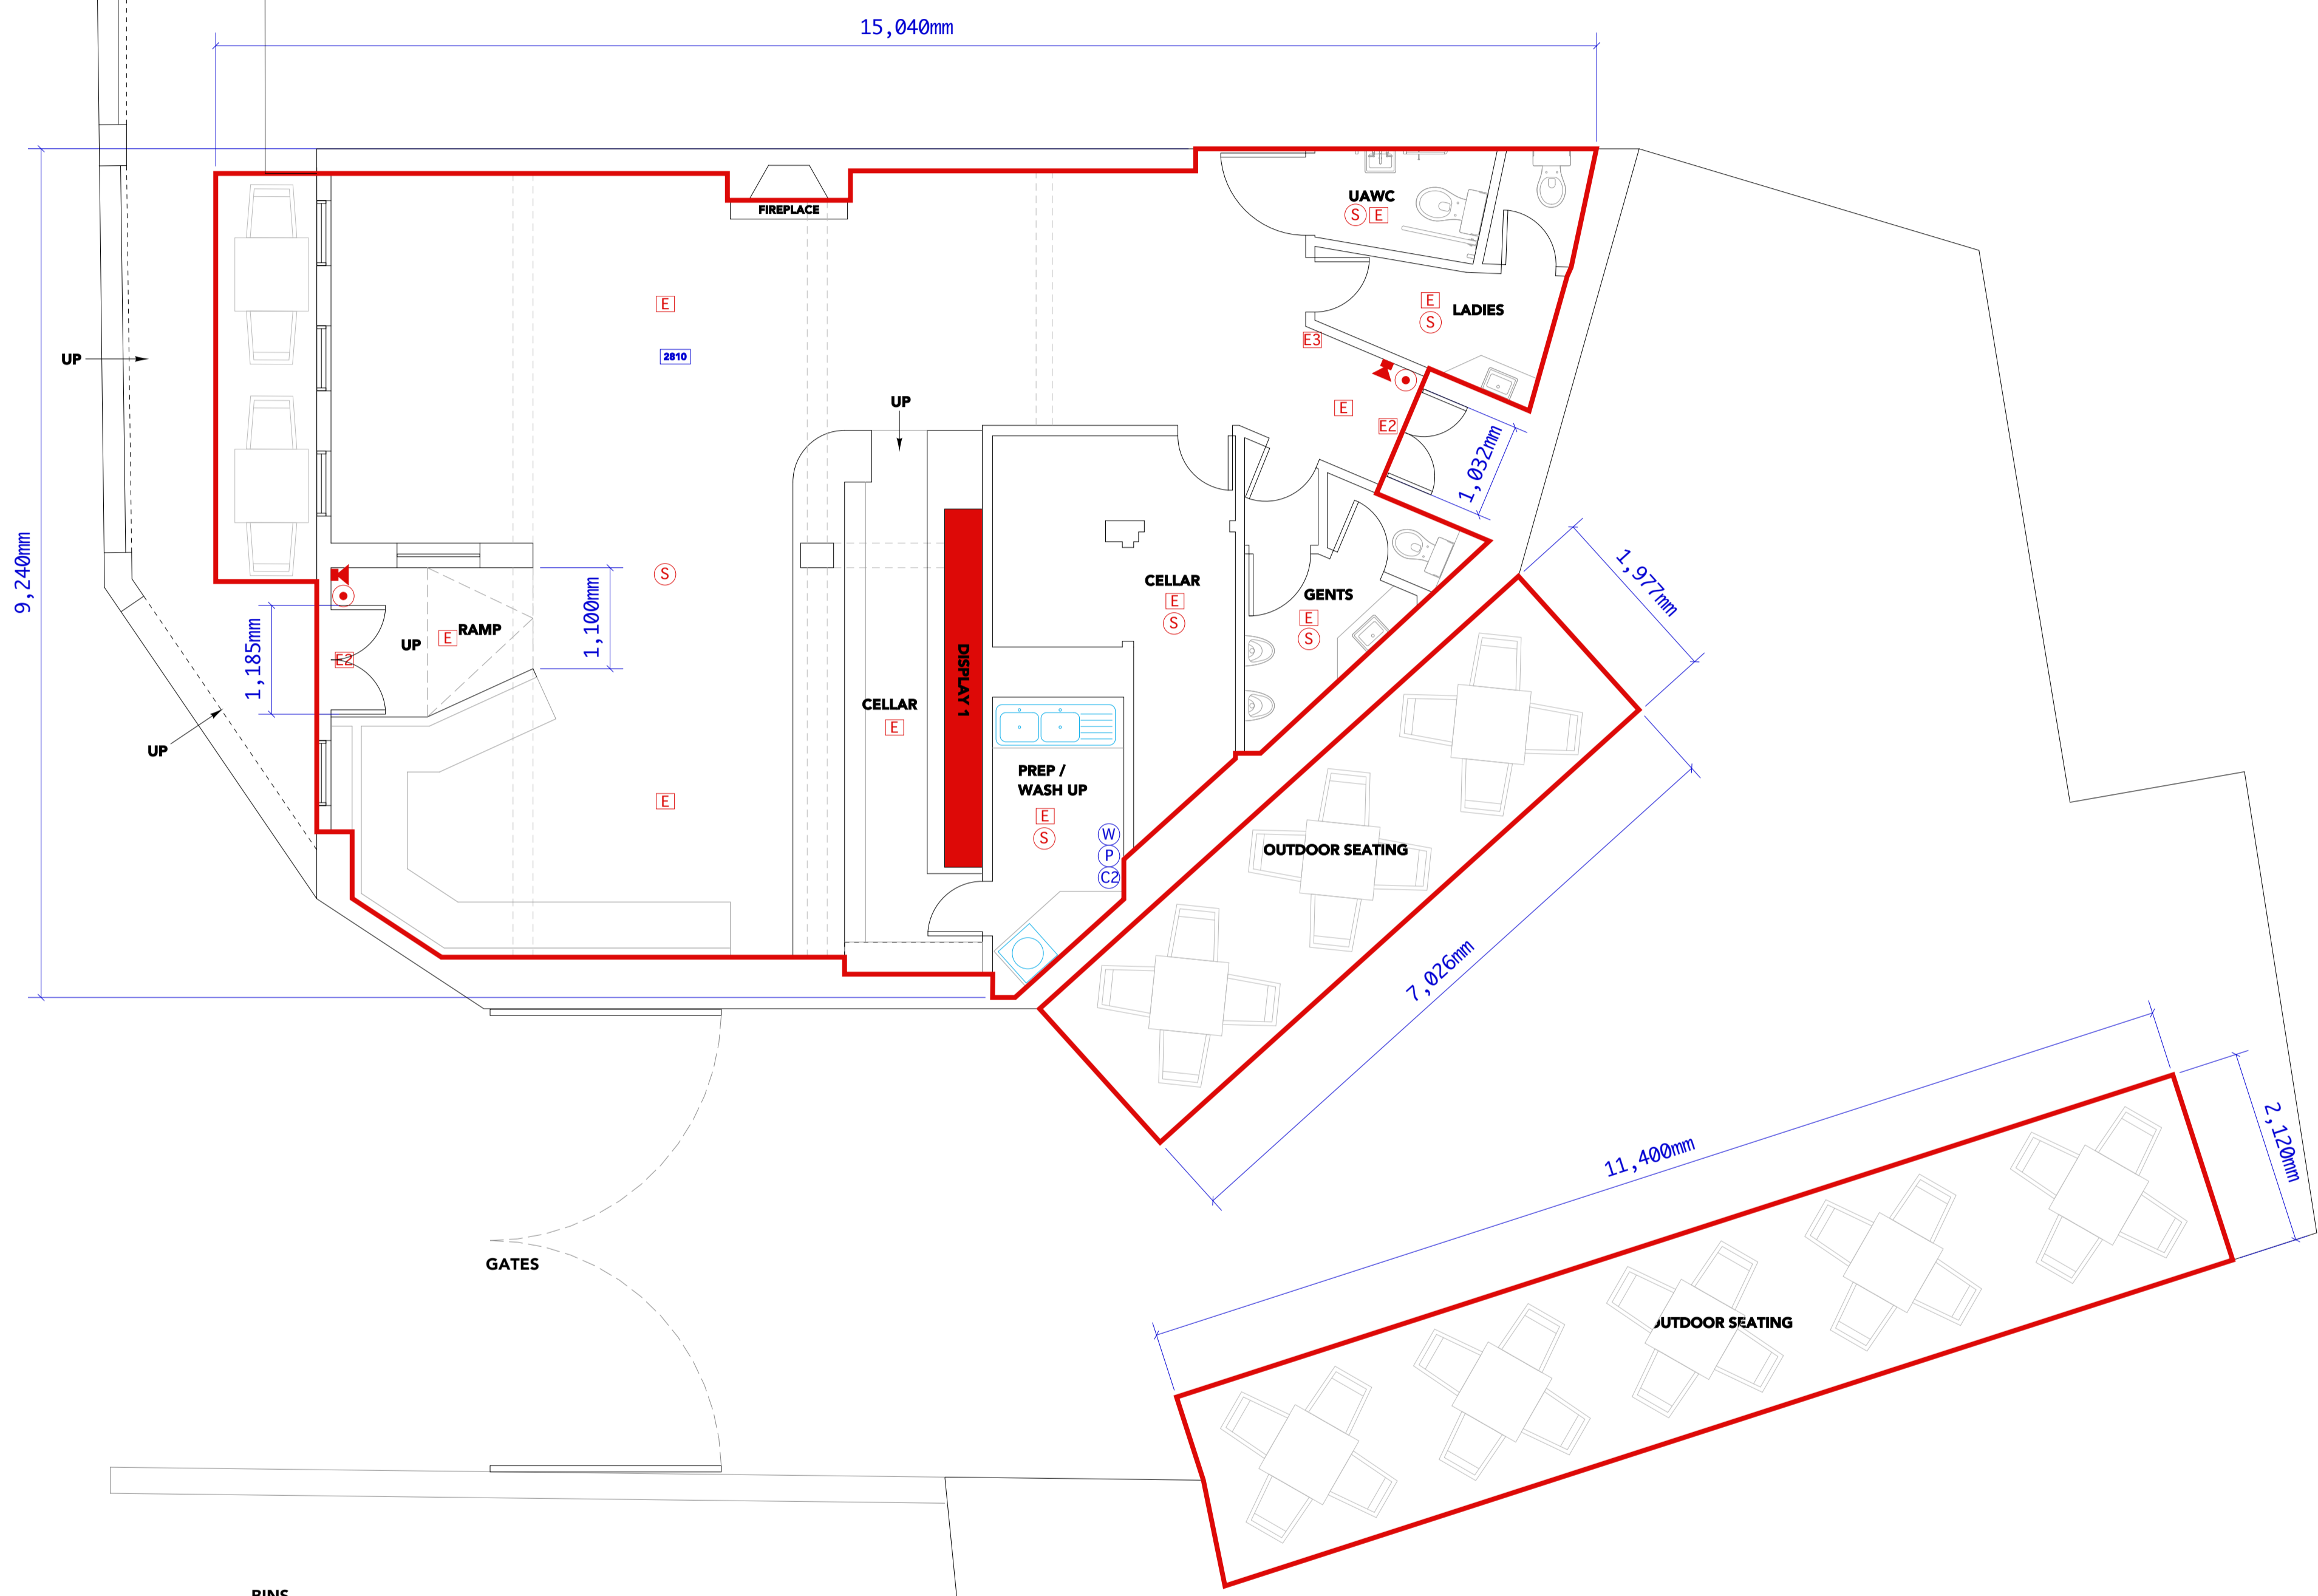 15,040mm
FIREPLACE
UAWC
S E
E
LADIES
S
E
E3
2810
UP
UP
E
E2
1,032mm
9,240mm
1,977mm
S
CELLAR
E
S
GENTS
E
S
1,100mm
1,185mm
E2
UP
E
RAMP
DISPLAY 1
CELLAR
E
UP
PREP /
WASH UP
E
S
E
W
P
C2
OUTDOOR SEATING
7,026mm
11,400mm
2,120mm
GATES
OUTDOOR SEATING
BINS